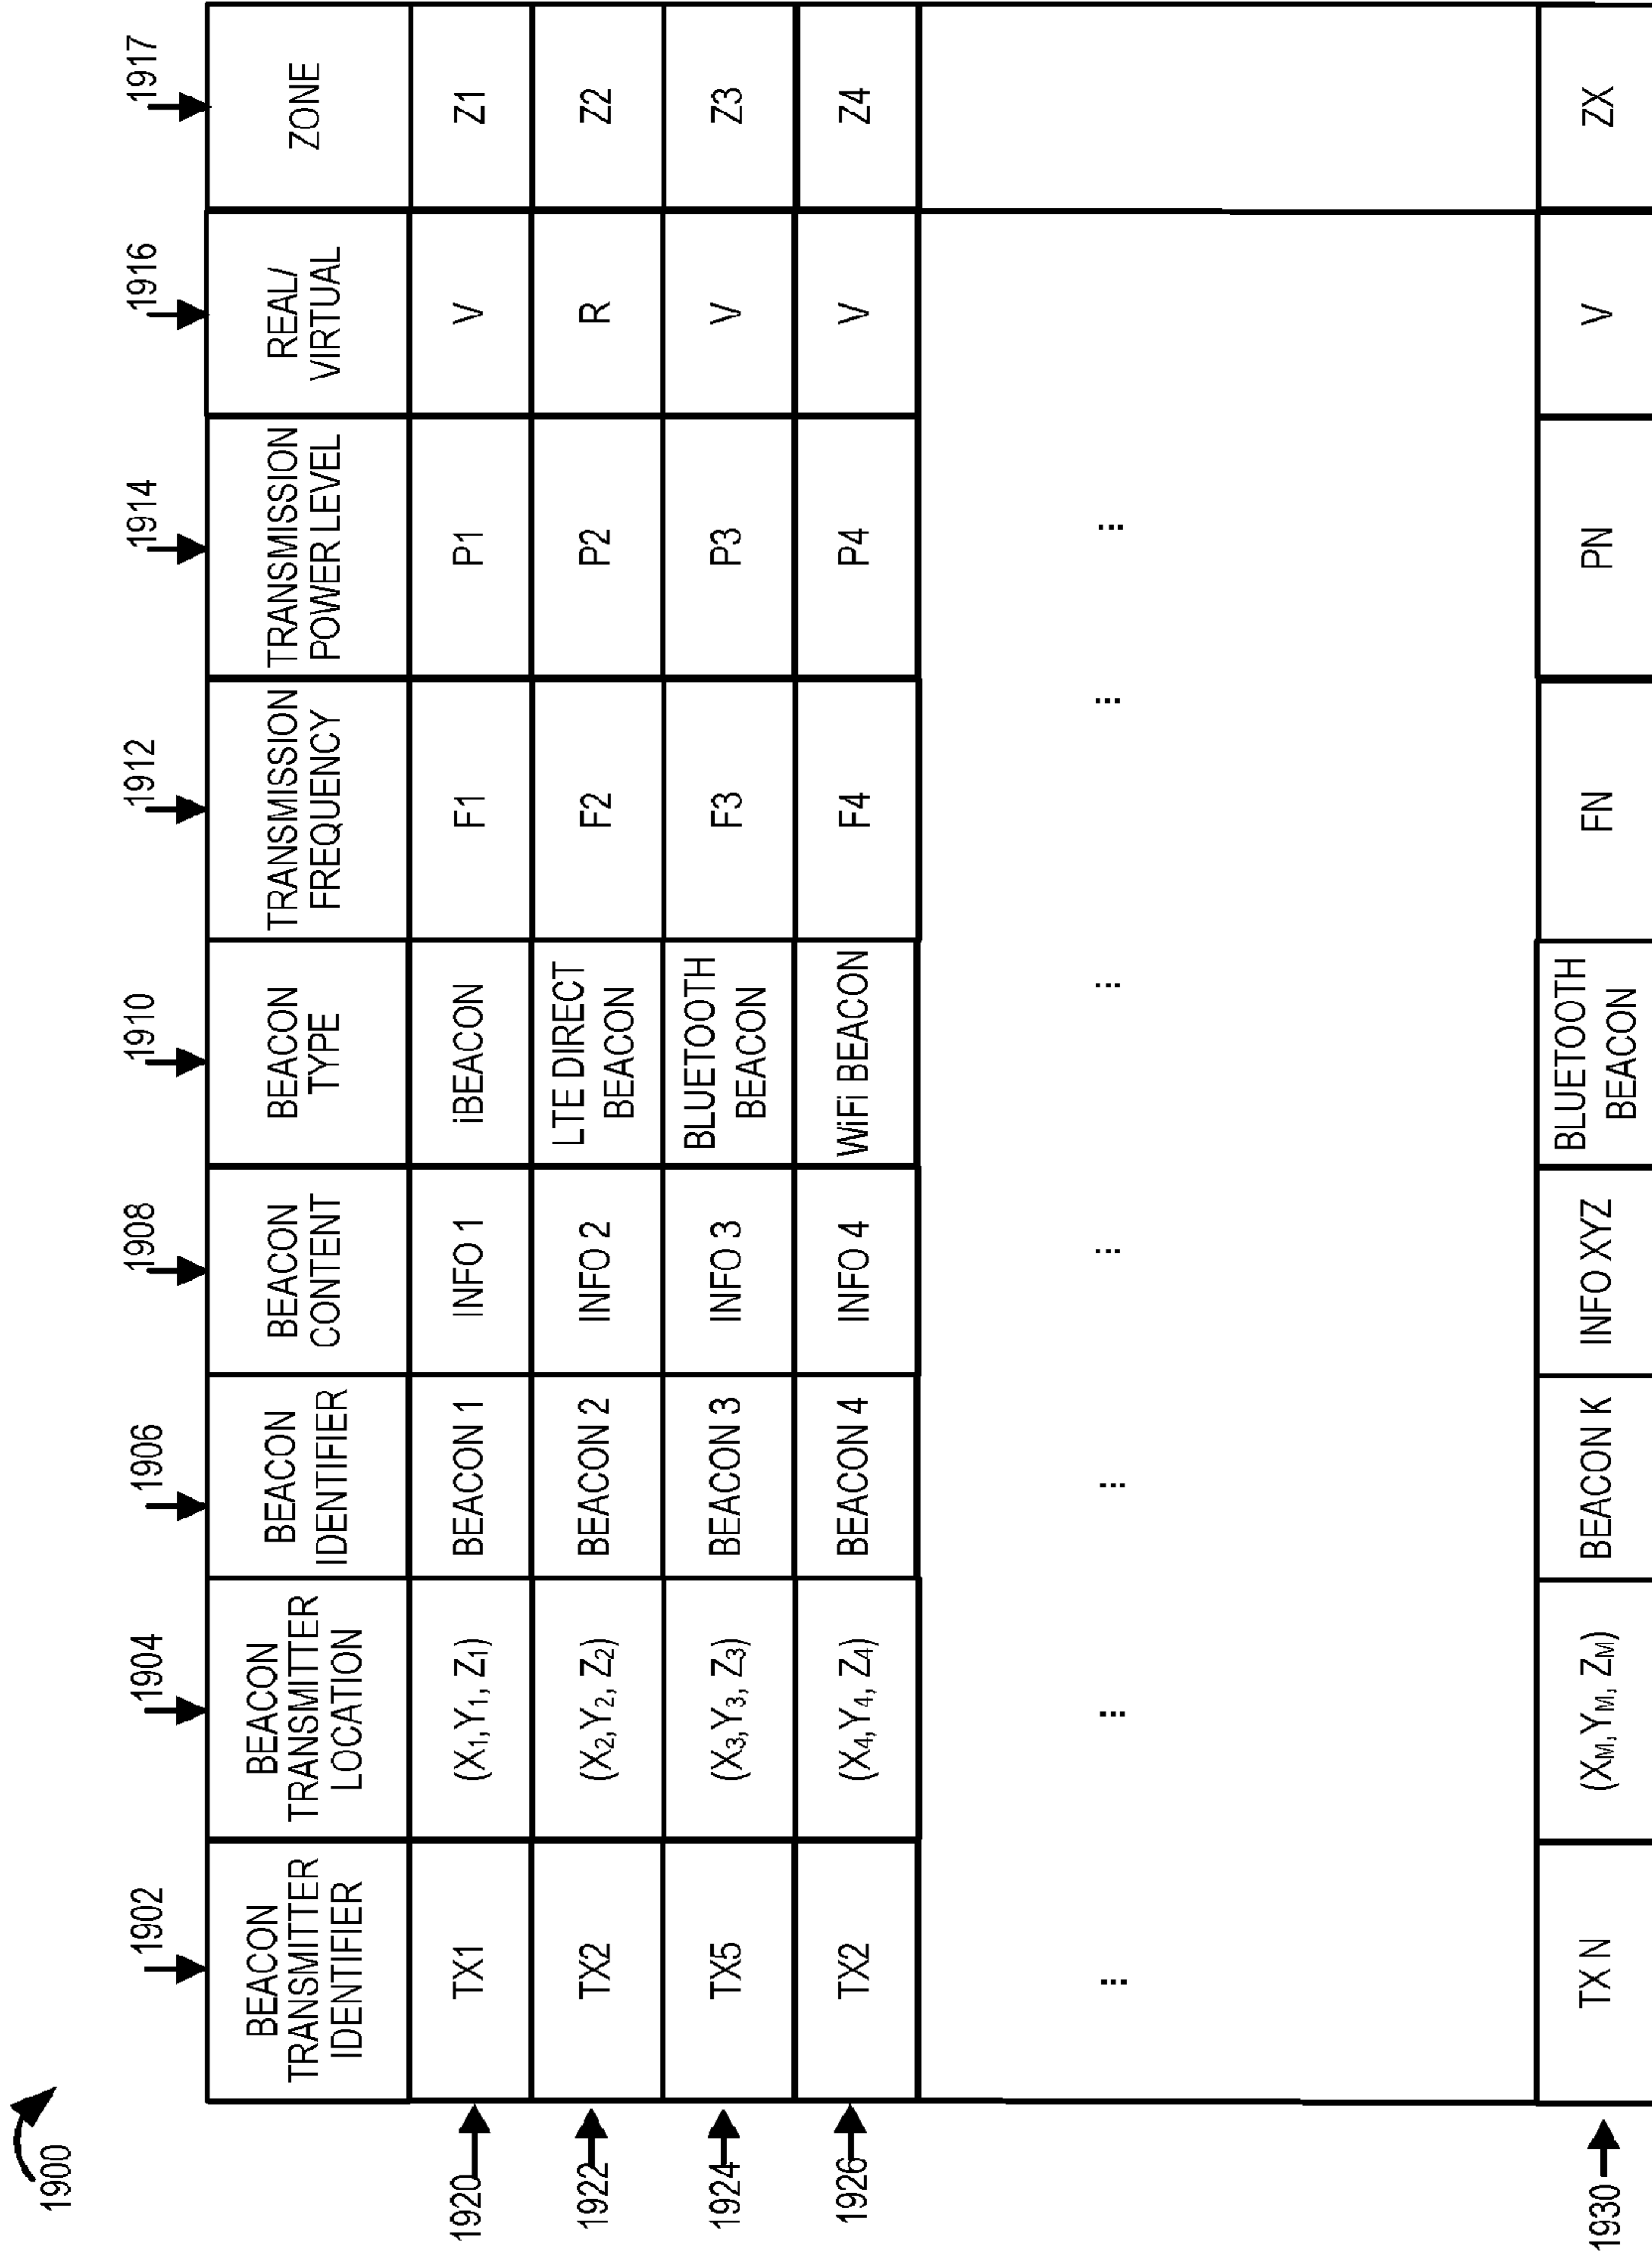 1900
1902
1904
1906
1908
1910
1912
1914
1916
1917
BEACON
TRANSMITTER
IDENTIFIER
BEACON
TRANSMITTER
LOCATION
BEACON
IDENTIFIER
BEACON
CONTENT
BEACON
TYPE
TRANSMISSION
FREQUENCY
TRANSMISSION
POWER LEVEL
REAL/
VIRTUAL
ZONE
1920
TX1
(X1,Y1, Z1)
BEACON 1
INFO 1
iBEACON
F1
P1
V
Z1
1922
TX2
(X2,Y2, Z2)
BEACON 2
INFO 2
LTE DIRECT
BEACON
F2
P2
R
Z2
1924
TX5
(X3,Y3, Z3)
BEACON 3
INFO 3
BLUETOOTH
BEACON
F3
P3
V
Z3
1926
TX2
(X4,Y4, Z4)
BEACON 4
INFO 4
WiFi BEACON
F4
P4
V
Z4
...
...
...
...
...
...
...
1930
TX N
(XM,YM, ZM)
BEACON K
INFO XYZ
BLUETOOTH
BEACON
FN
PN
V
ZX